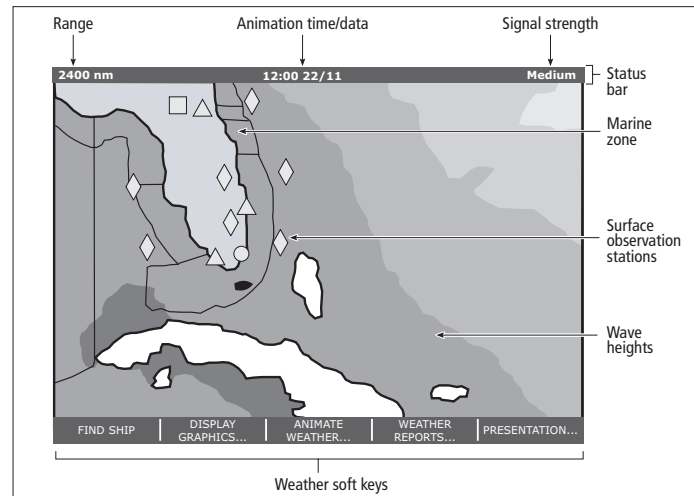 Range
Animation time/data
Signal strength
2400 nm
12:00 22/11
Medium
Status
bar
Marine
zone
Surface
observation
stations
Wave
heights
FIND SHIP
DISPLAY
GRAPHICS...
ANIMATE
WEATHER...
WEATHER
REPORTS...
PRESENTATION...
Weather soft keys